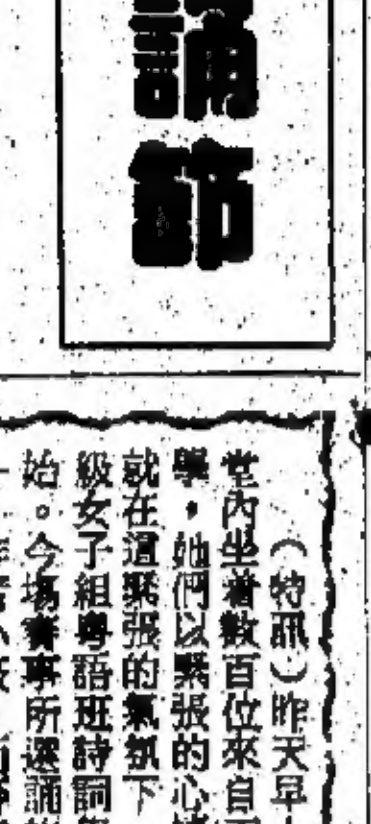 誦節
（特訊）昨天早
堂內坐着數百位來自
學，她們以緊張的心情
就在這緊張的氣氛下
級女子組粵語班詩詞
始。今場賽事所選誦